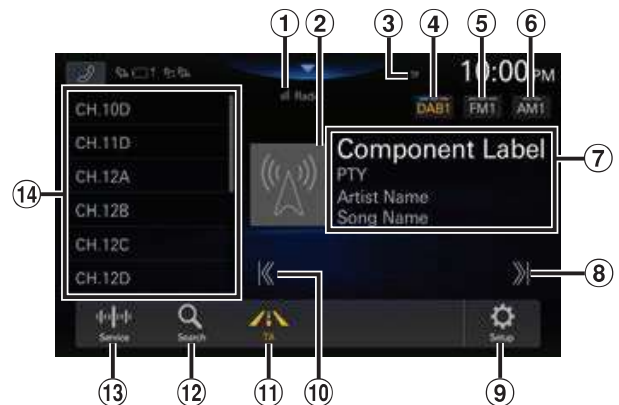 1
2
3
4
5
6
10:00PM
Radio
DAB1 FM1 AM1
CH.10D
CH.11D
CH.12A
CH.12B
CH.12C
CH.12D
Component Label
PTY
Artist Name
Song Name
7
14
8
Service
Search
TA
Setup
13
12
11
10
9